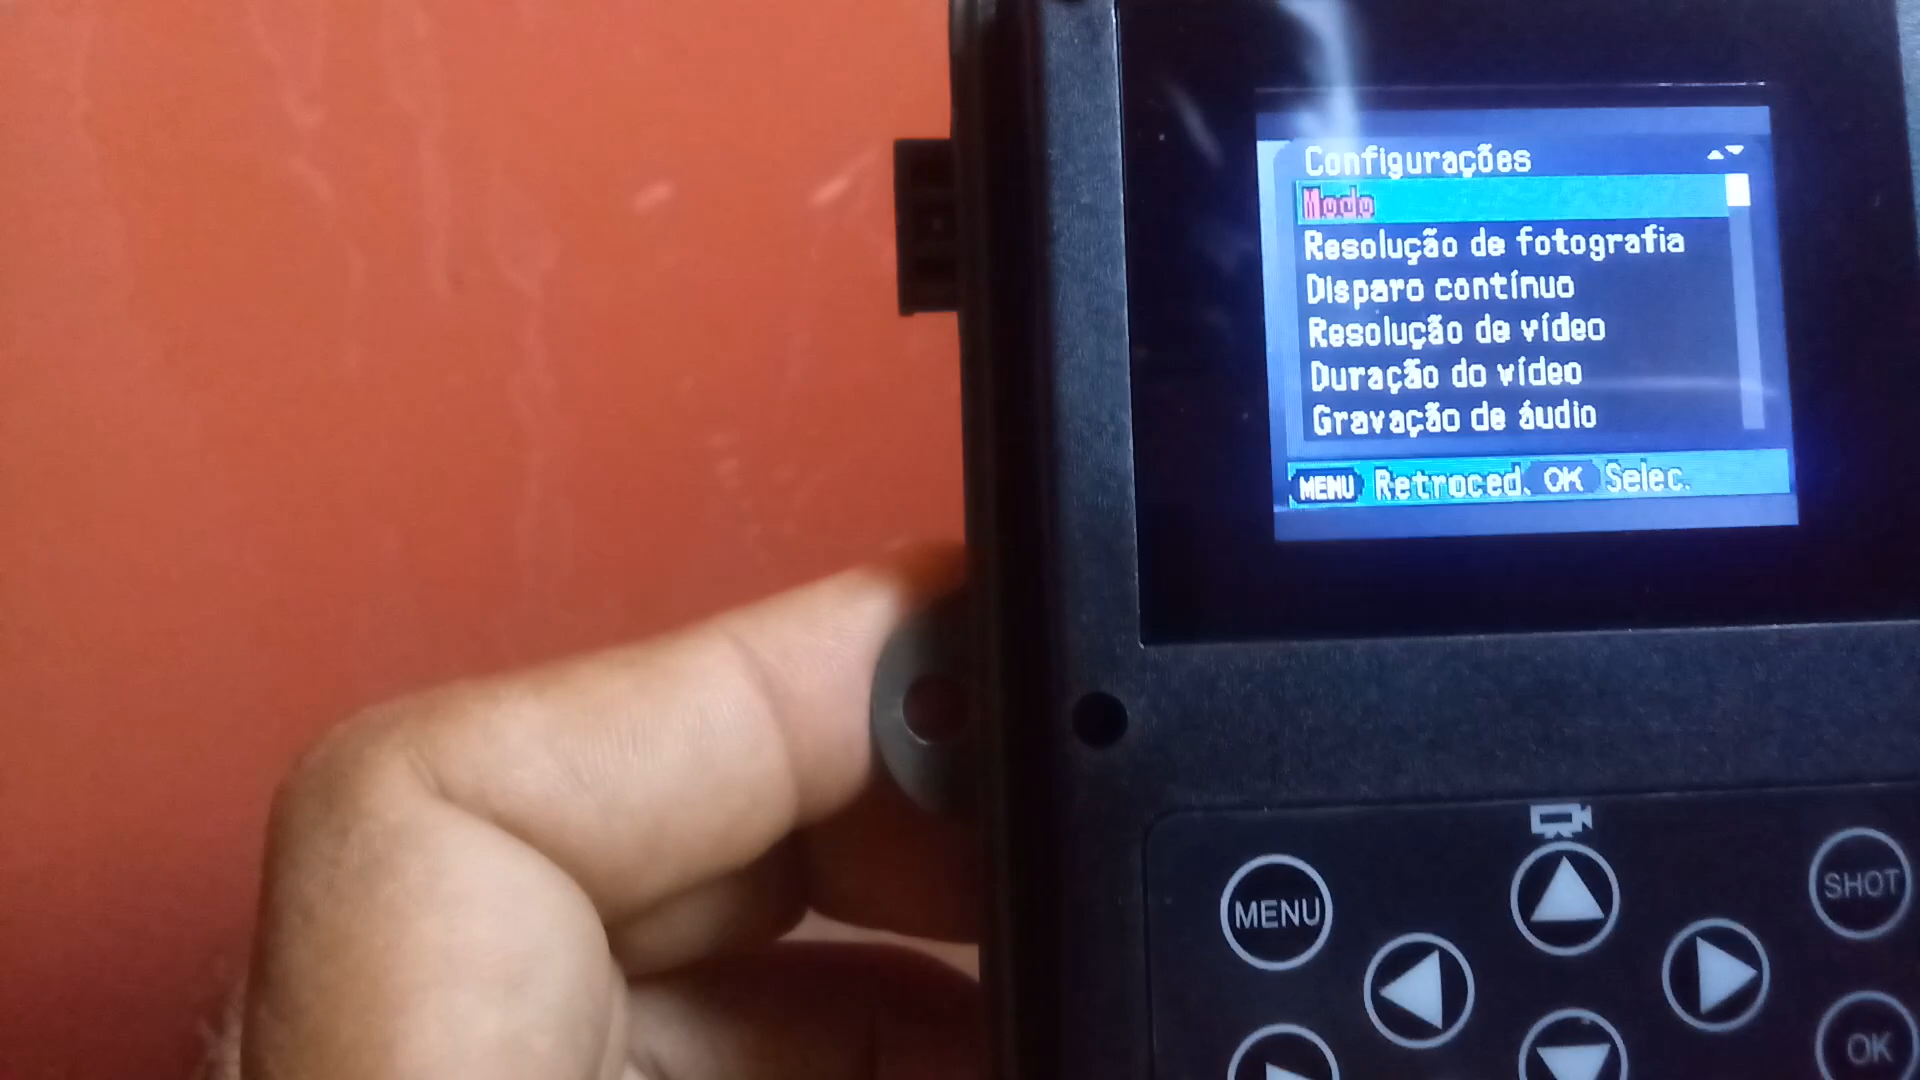 Configurações
Modo
Resolução de fotografia
Disparo contínuo
Resolução de vídeo
Duração do vídeo
Gravação de áudio
MENU Retroced. OK Selec.
MENU
SHOT
OK